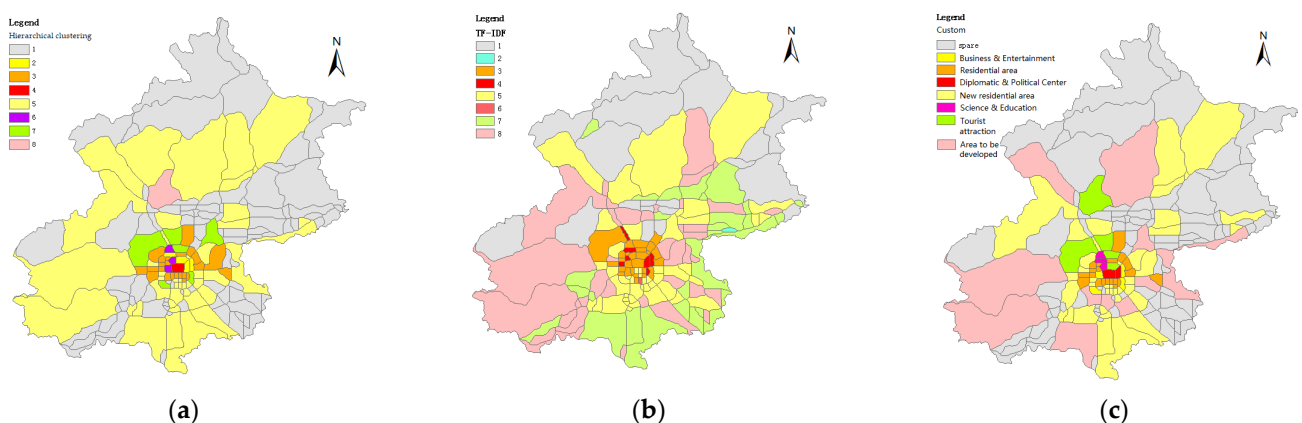 Legend
Hierarchical clustering
1
2
3
4
5
6
7
8
N
(a)
Legend
TF-IDF
1
2
3
4
5
6
7
8
N
(b)
Legend
Custom
spare
Business & Entertainment
Residential area
Diplomatic & Political Center
New residential area
Science & Education
Tourist
attraction
Area to be
developed
N
(c)